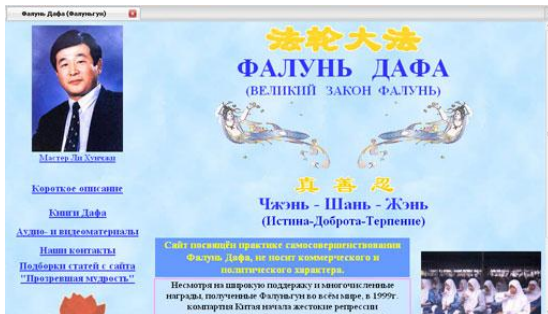 Фалунь Дафа (Фалуньгун)
法轮大法
ФАЛУНЬ ДАФА
(ВЕЛИКИЙ ЗАКОН ФАЛУНЬ)
Мастер Ли Хунчжи
Короткое описание
Книги Дафа
Аудио- и видеоматериалы
Наши контакты
Подборки статей с сайта
"Прозревшая мудрость"
真善忍
Чжэнь - Шань - Жэнь
(Истина-Доброта-Терпение)
Сайт посвящён практике самосовершенствования
Фалунь Дафа, не носит коммерческого и
политического характера.
Несмотря на широкую поддержку и многочисленные
награды, полученные Фалуньгун во всём мире, в 1999г.
компартия Китая начала жестокие репрессии